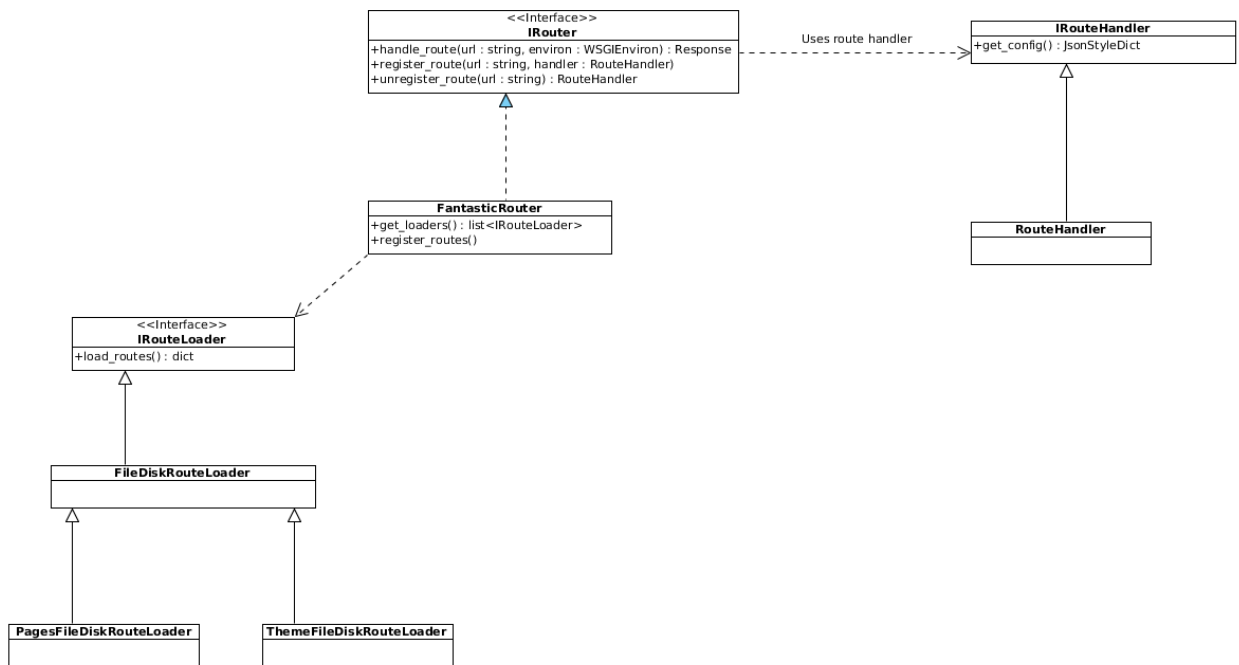 <<Interface>>
IRouter
+handle_route(url : string, environ : WSGIEnviron) : Response
+register_route(url : string, handler : RouteHandler)
+unregister_route(url : string) : RouteHandler
Uses route handler
IRouteHandler
+get_config() : JsonStyleDict
FantasticRouter
+get_loaders() : list<IRouteLoader>
+register_routes()
RouteHandler
<<Interface>>
IRouteLoader
+load_routes() : dict
FileDiskRouteLoader
PagesFileDiskRouteLoader
ThemeFileDiskRouteLoader